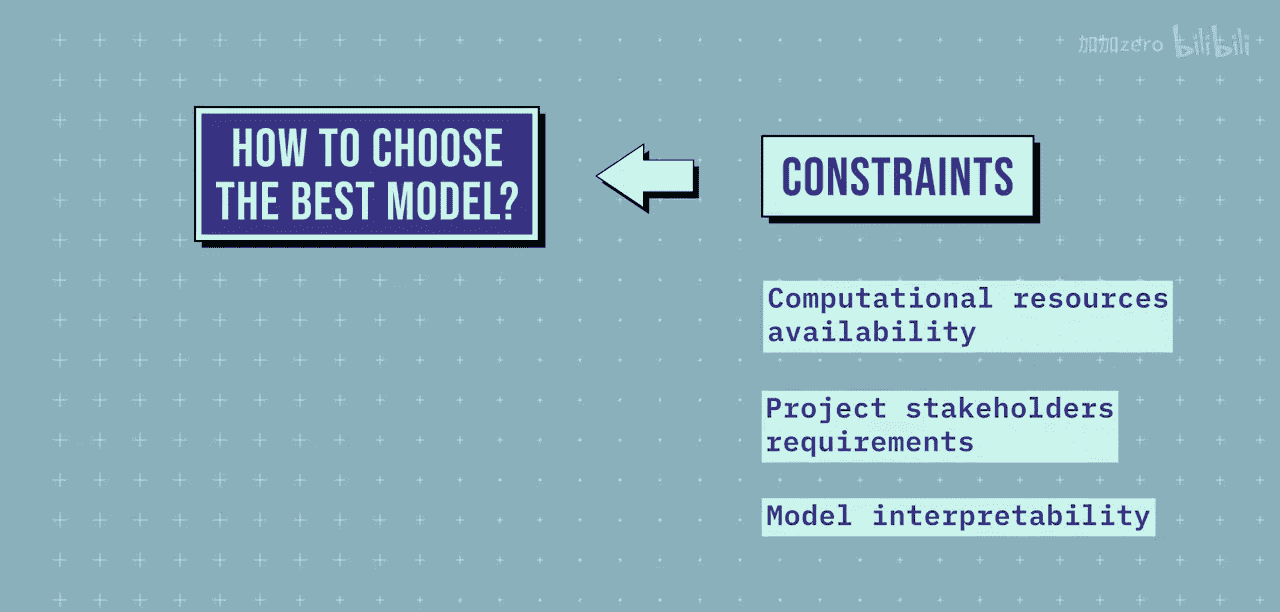 加加zero bilibili
HOW TO CHOOSE
THE BEST MODEL?
CONSTRAINTS
Computational resources
availability
Project stakeholders
requirements
Model interpretability